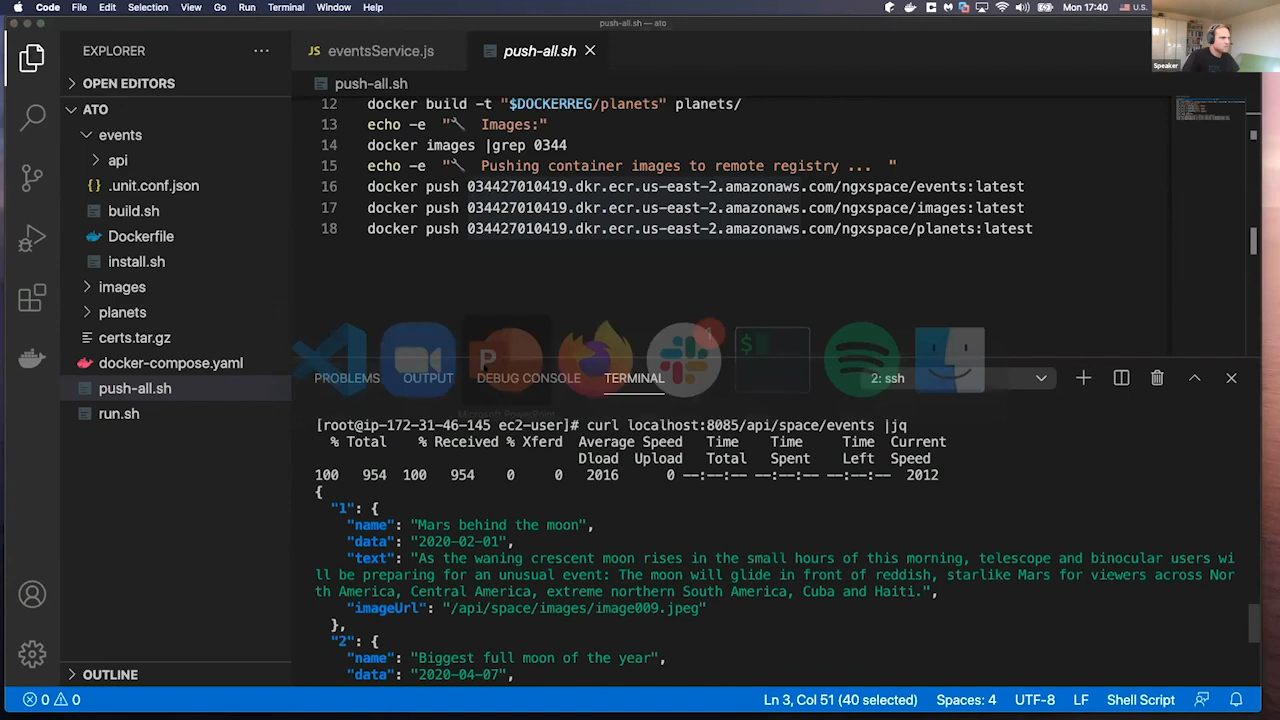 Code File Edit Selection View Go Run Terminal Window Help Mon 17:40 U.S.
push-all.sh — ato
Speaker
EXPLORER
JS eventsService.js
push-all.sh
OPEN EDITORS
push-all.sh
ATO
events
api
{} .unit.conf.json
build.sh
Dockerfile
install.sh
images
planets
certs.tar.gz
docker-compose.yaml
push-all.sh
run.sh
OUTLINE
12 docker build -t "$DOCKERREG/planets" planets/
13 echo -e "🔧 Images:"
14 docker images |grep 0344
15 echo -e "🔧 Pushing container images to remote registry ... "
16 docker push 034427010419.dkr.ecr.us-east-2.amazonaws.com/ngxspace/events:latest
17 docker push 034427010419.dkr.ecr.us-east-2.amazonaws.com/ngxspace/images:latest
18 docker push 034427010419.dkr.ecr.us-east-2.amazonaws.com/ngxspace/planets:latest
P
1
$
PROBLEMS OUTPUT DEBUG CONSOLE TERMINAL 2: ssh
Microsoft PowerPoint
[root@ip-172-31-46-145 ec2-user]# curl localhost:8085/api/space/events |jq
% Total % Received % Xferd Average Speed Time Time Time Current
Dload Upload Total Spent Left Speed
100 954 100 954 0 0 2016 0 --:--:-- --:--:-- --:--:-- 2012
{
"1": {
"name": "Mars behind the moon",
"data": "2020-02-01",
"text": "As the waning crescent moon rises in the small hours of this morning, telescope and binocular users wi
ll be preparing for an unusual event: The moon will glide in front of reddish, starlike Mars for viewers across Nor
th America, Central America, extreme northern South America, Cuba and Haiti.",
"imageUrl": "/api/space/images/image009.jpeg"
},
"2": {
"name": "Biggest full moon of the year",
"data": "2020-04-07",
0 0 Ln 3, Col 51 (40 selected) Spaces: 4 UTF-8 LF Shell Script